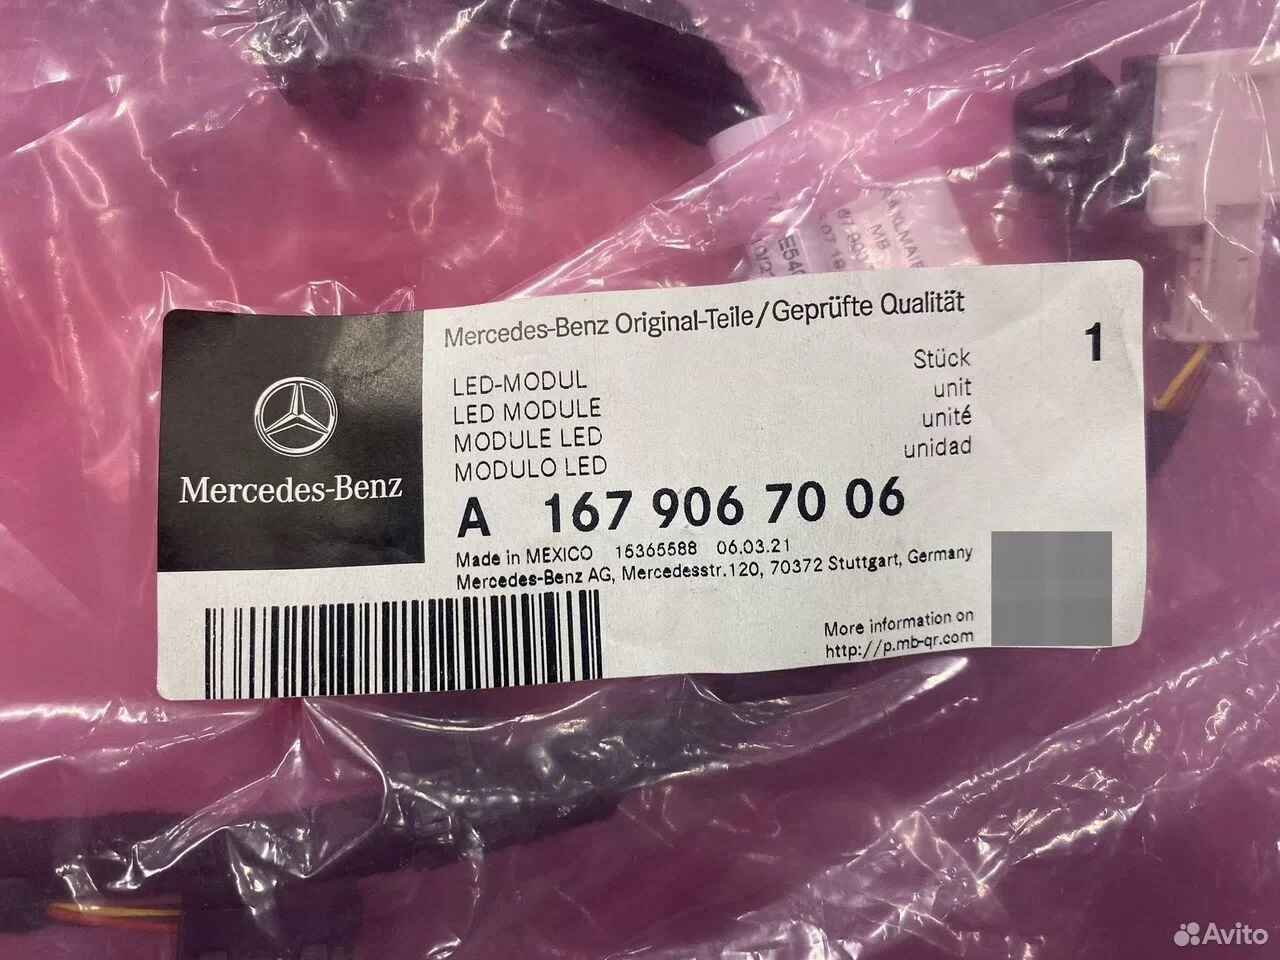 Mercedes-Benz Original-Teile/Geprüfte Qualität
1
LED-MODUL Stück
LED MODULE unit
MODULE LED unité
MODULO LED unidad
Mercedes-Benz
A 167 906 70 06
Made in MEXICO 15365588 06.03.21
Mercedes-Benz AG, Mercedesstr.120, 70372 Stuttgart, Germany
More information on
http://p.mb-qr.com
Avito